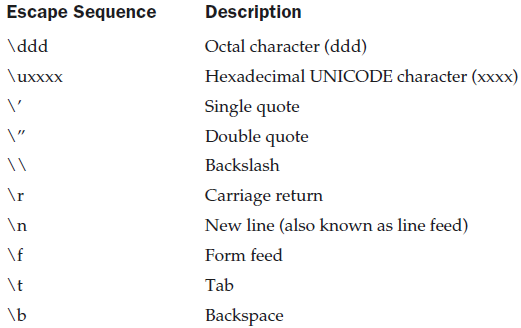 Escape Sequence Description
\ddd Octal character (ddd)
\uxxxx Hexadecimal UNICODE character (xxxx)
\’ Single quote
\” Double quote
\\ Backslash
\r Carriage return
\n New line (also known as line feed)
\f Form feed
\t Tab
\b Backspace